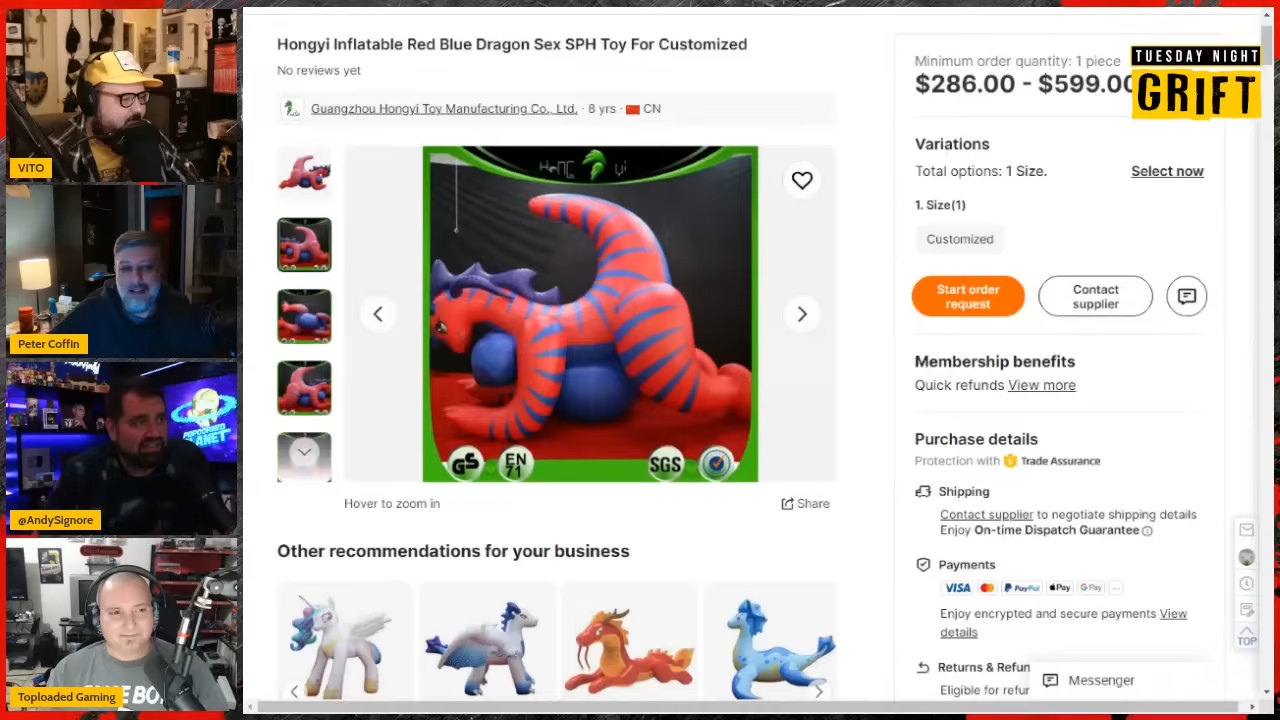 VITO
Peter Coffin
@AndySignore
Toploaded Gaming
TUESDAY NIGHT
GRIFT
Hongyi Inflatable Red Blue Dragon Sex SPH Toy For Customized
No reviews yet
Guangzhou Hongyi Toy Manufacturing Co., Ltd. · 8 yrs · CN
HONG Yi
GS
EN
71
SGS
Hover to zoom in
Share
Other recommendations for your business
Minimum order quantity: 1 piece
$286.00 - $599.00
Variations
Total options: 1 Size.
Select now
1. Size(1)
Customized
Start order
request
Contact
supplier
Membership benefits
Quick refunds View more
Purchase details
Protection with Trade Assurance
Shipping
Contact supplier to negotiate shipping details
Enjoy On-time Dispatch Guarantee
Payments
VISA PayPal Pay G Pay ...
Enjoy encrypted and secure payments View
details
Returns & Refun
Eligible for refun
Messenger
TOP